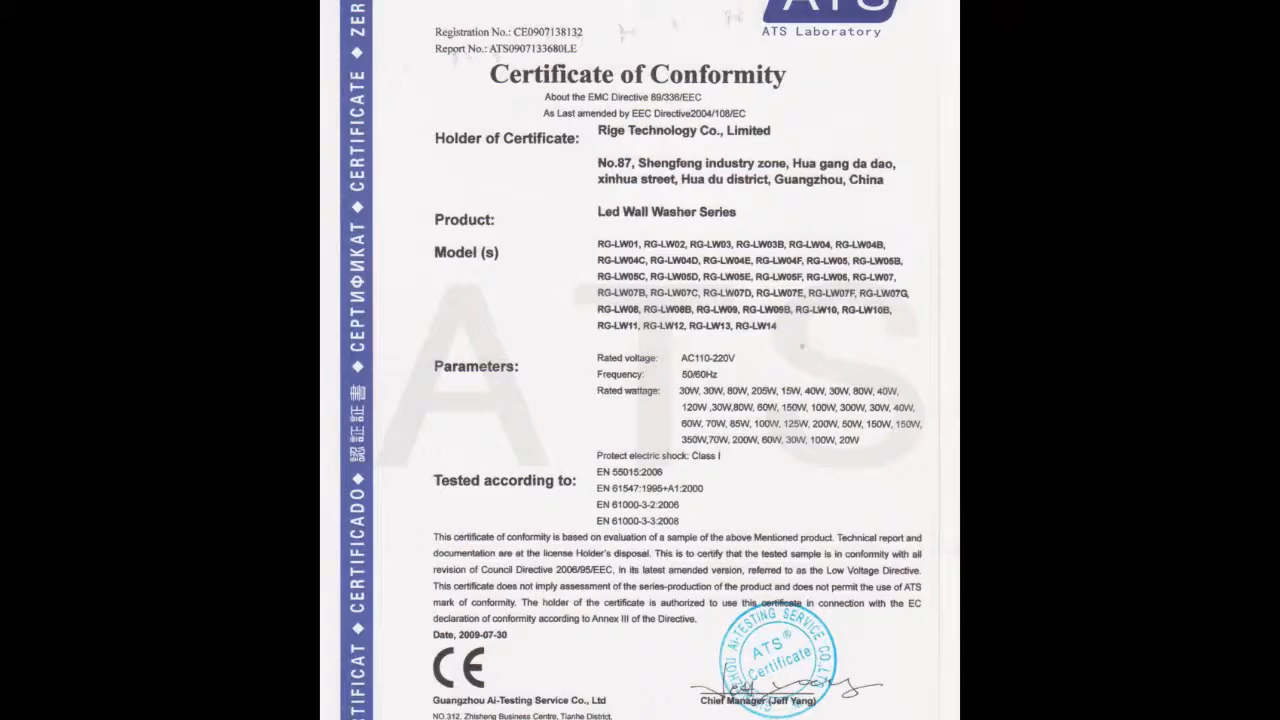 ATS
ATS Laboratory
Registration No.: CE0907138132
Report No.: ATS0907133680LE
Certificate of Conformity
About the EMC Directive 89/336/EEC
As Last amended by EEC Directive2004/108/EC
Holder of Certificate: Rige Technology Co., Limited
No.87, Shengfeng industry zone, Hua gang da dao,
xinhua street, Hua du district, Guangzhou, China
Product: Led Wall Washer Series
Model (s) RG-LW01, RG-LW02, RG-LW03, RG-LW03B, RG-LW04, RG-LW04B,
RG-LW04C, RG-LW04D, RG-LW04E, RG-LW04F, RG-LW05, RG-LW05B,
RG-LW05C, RG-LW05D, RG-LW05E, RG-LW05F, RG-LW06, RG-LW07,
RG-LW07B, RG-LW07C, RG-LW07D, RG-LW07E, RG-LW07F, RG-LW07G,
RG-LW08, RG-LW08B, RG-LW09, RG-LW09B, RG-LW10, RG-LW10B,
RG-LW11, RG-LW12, RG-LW13, RG-LW14
Parameters: Rated voltage: AC110-220V
Frequency: 50/60Hz
Rated wattage: 30W, 30W, 80W, 205W, 15W, 40W, 30W, 80W, 40W,
120W ,30W,80W, 60W, 150W, 100W, 300W, 30W, 40W,
60W, 70W, 85W, 100W, 125W, 200W, 50W, 150W, 150W,
350W,70W, 200W, 60W, 30W, 100W, 20W
Protect electric shock: Class I
Tested according to: EN 55015:2006
EN 61547:1995+A1:2000
EN 61000-3-2:2006
EN 61000-3-3:2008
This certificate of conformity is based on evaluation of a sample of the above Mentioned product. Technical report and
documentation are at the license Holder's disposal. This is to certify that the tested sample is in conformity with all
revision of Council Directive 2006/95/EEC, in its latest amended version, referred to as the Low Voltage Directive.
This certificate does not imply assessment of the series-production of the product and does not permit the use of ATS
mark of conformity. The holder of the certificate is authorized to use this certificate in connection with the EC
declaration of conformity according to Annex III of the Directive.
Date, 2009-07-30
CE
Guangzhou Ai-Testing Service Co., Ltd
NO.312, Zhisheng Business Centre, Tianhe District,
Chief Manager (Jeff Yang)
AI-TESTING SERVICE CO.,LTD
ATS®
Certificate
ATS
CERTIFICADO ◆ 認証証書 ◆ СЕРТИФИКАТ ◆ CERTIFICATE ◆